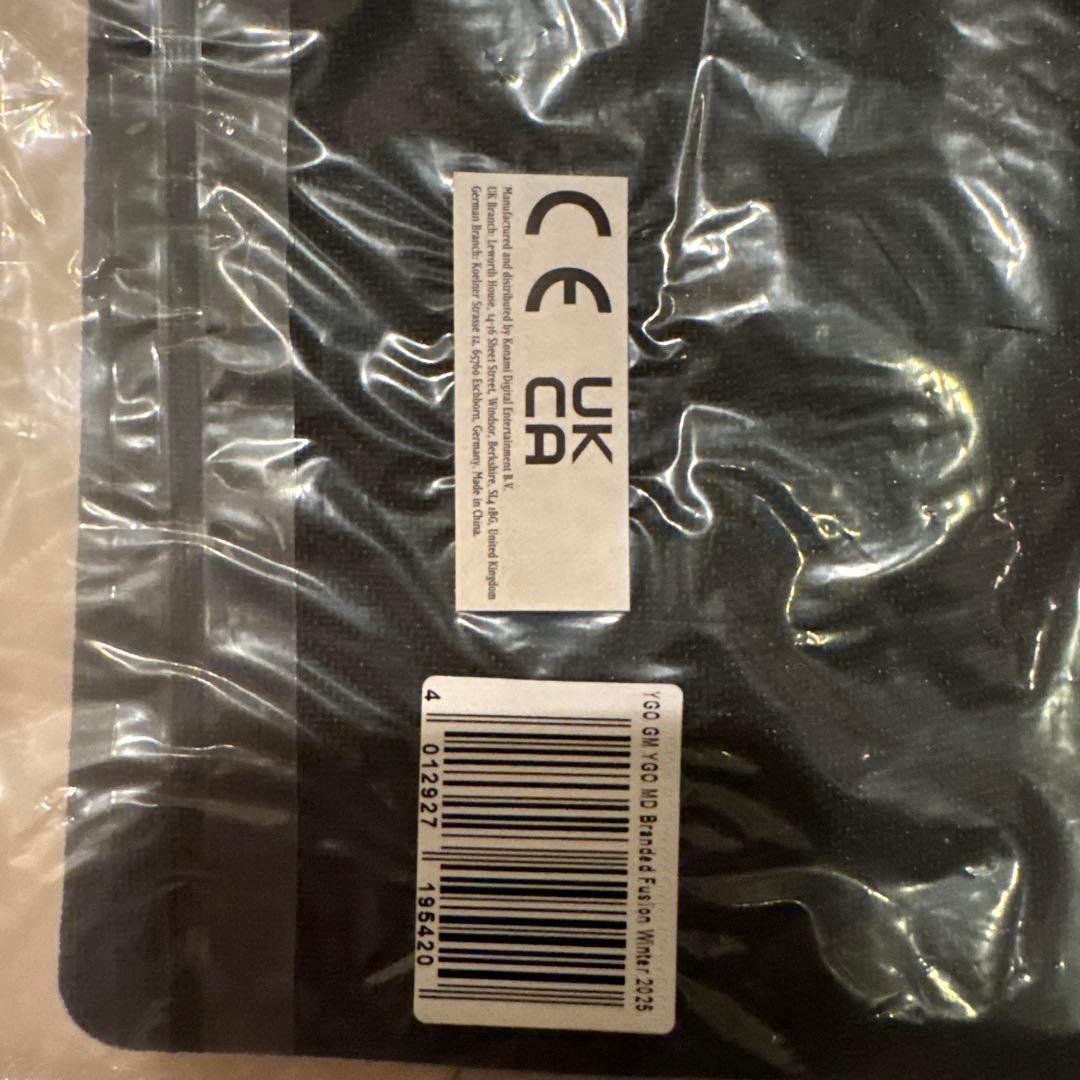 CE
UK
CA
Manufactured and distributed by Konami Digital Entertainment B.V.
UK Branch: Leworth House, 14-16 Sheet Street, Windsor, Berkshire, SL4 1BG, United Kingdom
German Branch: Koelner Strasse 12, 65760 Eschborn, Germany. Made in China.
YGO GM YGO MD Branded Fusion Winter 2025
4 012927 195420